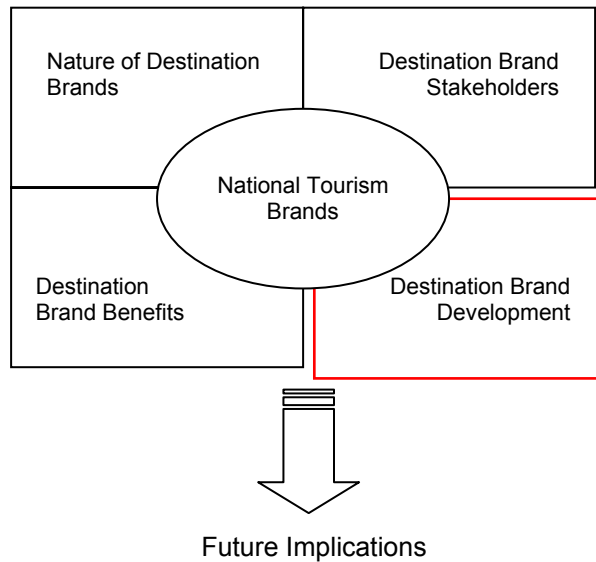 Nature of Destination
Brands
Destination Brand
Stakeholders
National Tourism
Brands
Destination
Brand Benefits
Destination Brand
Development
Future Implications